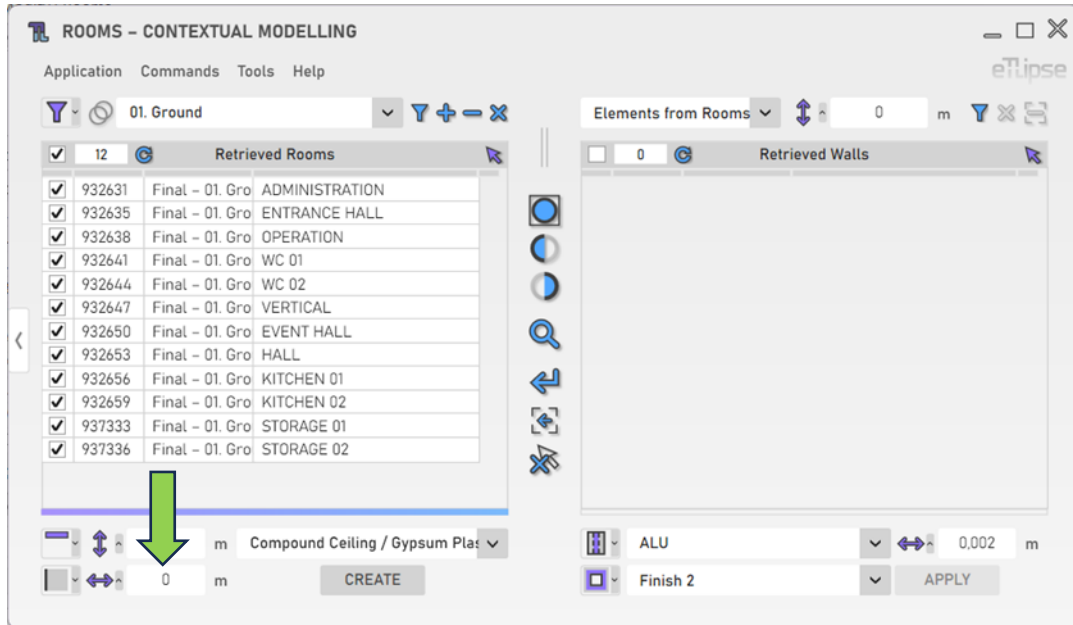 ROOMS – CONTEXTUAL MODELLING
Application Commands Tools Help
eTLipse
01. Ground
Elements from Rooms 0 m
12 Retrieved Rooms
0 Retrieved Walls
932631 Final – 01. Gro ADMINISTRATION
932635 Final – 01. Gro ENTRANCE HALL
932638 Final – 01. Gro OPERATION
932641 Final – 01. Gro WC 01
932644 Final – 01. Gro WC 02
932647 Final – 01. Gro VERTICAL
932650 Final – 01. Gro EVENT HALL
932653 Final – 01. Gro HALL
932656 Final – 01. Gro KITCHEN 01
932659 Final – 01. Gro KITCHEN 02
937333 Final – 01. Gro STORAGE 01
937336 Final – 01. Gro STORAGE 02
m Compound Ceiling / Gypsum Plas
ALU 0,002 m
0 m CREATE
Finish 2 APPLY